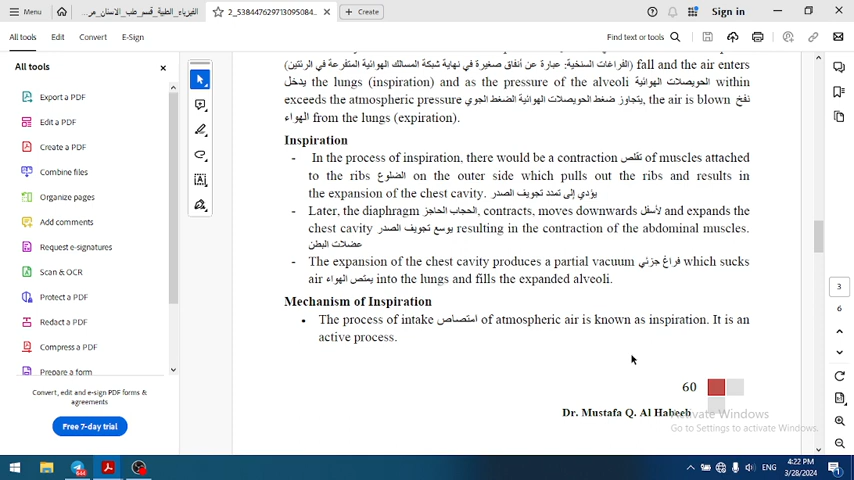 Menu
الفيزياء_الطبية_قسم_طب_الاسنان_مر...
2_5384476297130950 84...
Create
Sign in
All tools
Edit
Convert
E-Sign
Find text or tools
All tools
Export a PDF
Edit a PDF
Create a PDF
Combine files
Organize pages
Add comments
Request e-signatures
Scan & OCR
Protect a PDF
Redact a PDF
Compress a PDF
Prepare a form
Convert, edit and e-sign PDF forms & agreements
Free 7-day trial
(الفراغات السنخية: عبارة عن أنفاق صغيرة في نهاية شبكة المسالك الهوائية المتفرعة في الرئتين) fall and the air enters
يدخل the lungs (inspiration) and as the pressure of the alveoli الحويصلات الهوائية within
exceeds the atmospheric pressure يتجاوز ضغط الحويصلات الهوائية الضغط الجوي, the air is blown نفخ
الهواء from the lungs (expiration).
Inspiration
- In the process of inspiration, there would be a contraction تقلص of muscles attached
to the ribs الضلوع on the outer side which pulls out the ribs and results in
the expansion of the chest cavity. يؤدي إلى تمدد تجويف الصدر
- Later, the diaphragm الحجاب الحاجز, contracts, moves downwards لأسفل and expands the
chest cavity يوسع تجويف الصدر resulting in the contraction of the abdominal muscles.
عضلات البطن
- The expansion of the chest cavity produces a partial vacuum فراغ جزئي which sucks
air يمتص الهواء into the lungs and fills the expanded alveoli.
Mechanism of Inspiration
• The process of intake امتصاص of atmospheric air is known as inspiration. It is an
active process.
60
Dr. Mustafa Q. Al Habeeb
Activate Windows
Go to Settings to activate Windows.
3
6
644
ENG
4:22 PM
3/28/2024
1